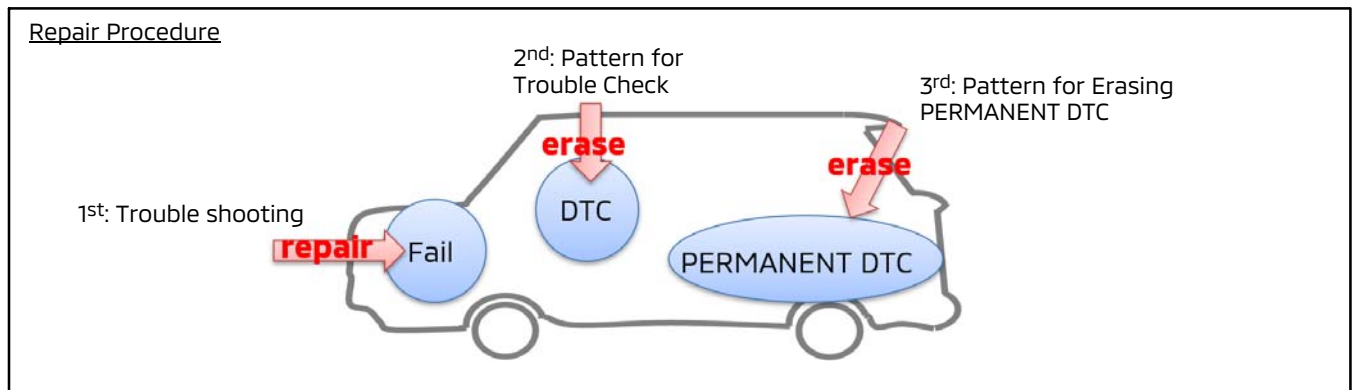 Repair Procedure
2nd: Pattern for
Trouble Check
3rd: Pattern for Erasing
PERMANENT DTC
erase
erase
1st: Trouble shooting
DTC
repair
Fail
PERMANENT DTC